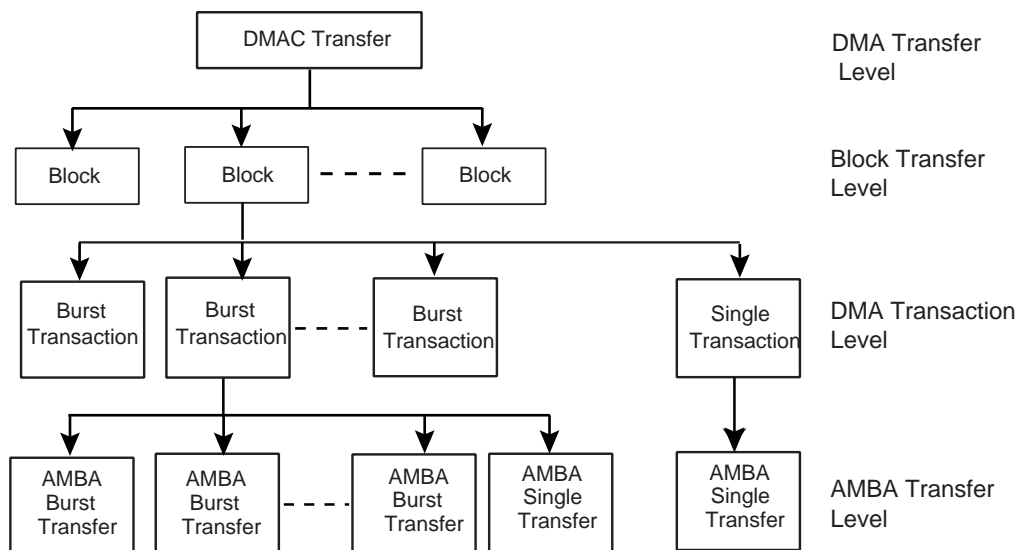 DMAC Transfer
DMA Transfer
Level
Block
Block
Block
Block Transfer
Level
Burst
Transaction
Burst
Transaction
Burst
Transaction
Single
Transaction
DMA Transaction
Level
AMBA
Burst
Transfer
AMBA
Burst
Transfer
AMBA
Burst
Transfer
AMBA
Single
Transfer
AMBA
Single
Transfer
AMBA Transfer
Level